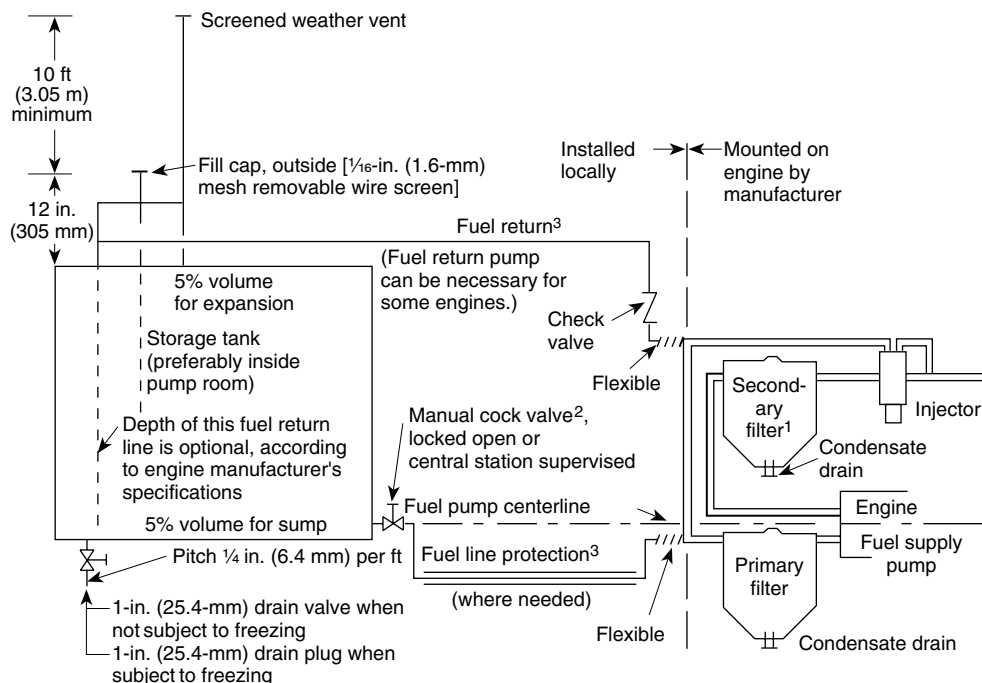 Screened weather vent
10 ft
(3.05 m)
minimum
Fill cap, outside [1⁄16-in. (1.6-mm)
mesh removable wire screen]
12 in.
(305 mm)
Installed
locally
Mounted on
engine by
manufacturer
Fuel return³
(Fuel return pump
can be necessary for
some engines.)
5% volume
for expansion
Check
valve
Storage tank
(preferably inside
pump room)
Flexible
Second-
ary
filter¹
Injector
Depth of this fuel return
line is optional, according
to engine manufacturer's
specifications
Manual cock valve²,
locked open or
central station supervised
Condensate
drain
5% volume for sump
Fuel pump centerline
Engine
Fuel supply
pump
Pitch 1⁄4 in. (6.4 mm) per ft
Fuel line protection³
(where needed)
Primary
filter
Flexible
Condensate drain
1-in. (25.4-mm) drain valve when
not subject to freezing
1-in. (25.4-mm) drain plug when
subject to freezing